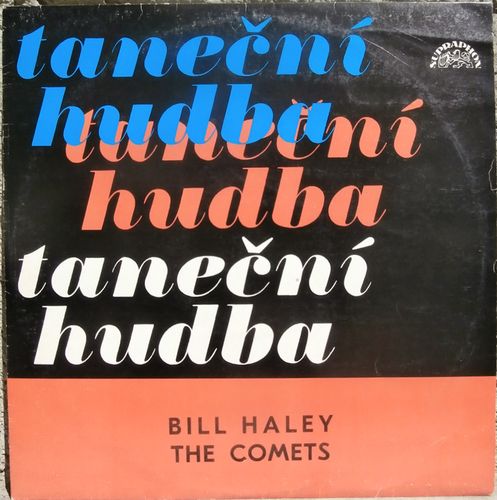 taneční
hudba
taneční
hudba
taneční
hudba
SUPRAPHON
BILL HALEY
THE COMETS